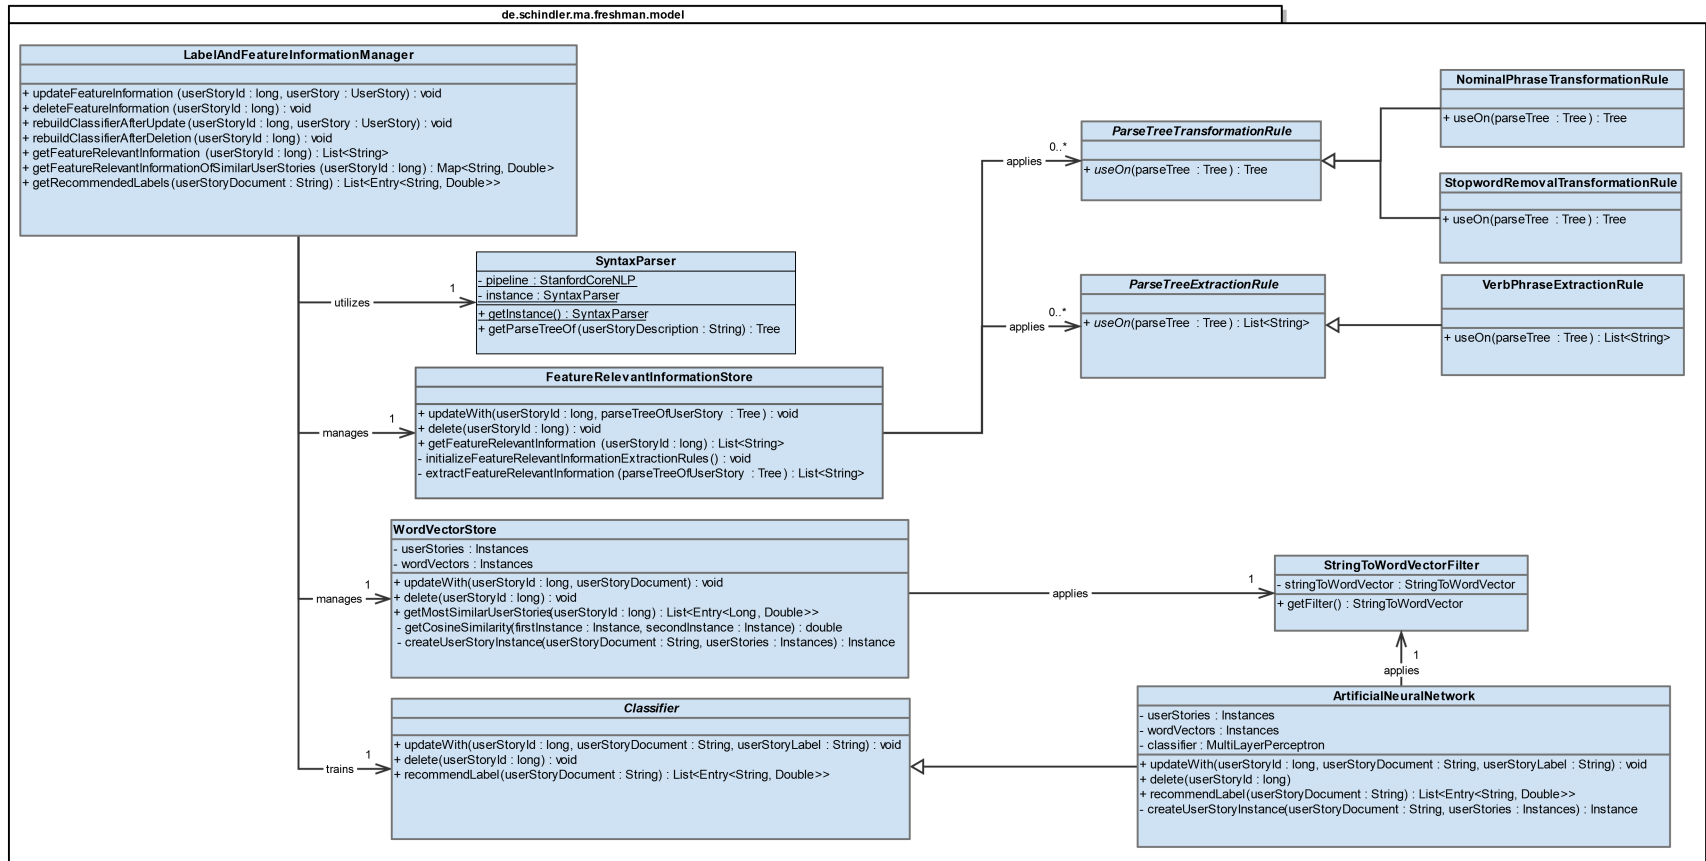 de.schindler.ma.freshman.model
LabelAndFeatureInformationManager
+ updateFeatureInformation (userStoryId : long, userStory : UserStory) : void
+ deleteFeatureInformation (userStoryId : long) : void
+ rebuildClassifierAfterUpdate (userStoryId : long, userStory : UserStory) : void
+ rebuildClassifierAfterDeletion (userStoryId : long) : void
+ getFeatureRelevantInformation (userStoryId : long) : List<String>
+ getFeatureRelevantInformationOfSimilarUserStories (userStoryId : long) : Map<String, Double>
+ getRecommendedLabels (userStoryDocument : String) : List<Entry<String, Double>>
utilizes
1
SyntaxParser
- pipeline : StanfordCoreNLP
- instance : SyntaxParser
+ getInstance() : SyntaxParser
+ getParseTreeOf (userStoryDescription : String) : Tree
manages
1
FeatureRelevantInformationStore
+ updateWith(userStoryId : long, parseTreeOfUserStory : Tree) : void
+ delete(userStoryId : long) : void
+ getFeatureRelevantInformation (userStoryId : long) : List<String>
- initializeFeatureRelevantInformationExtractionRules() : void
- extractFeatureRelevantInformation (parseTreeOfUserStory : Tree) : List<String>
applies
0..*
ParseTreeTransformationRule
+ useOn(parseTree : Tree) : Tree
NominalPhraseTransformationRule
+ useOn(parseTree : Tree) : Tree
StopwordRemovalTransformationRule
+ useOn(parseTree : Tree) : Tree
applies
0..*
ParseTreeExtractionRule
+ useOn(parseTree : Tree) : List<String>
VerbPhraseExtractionRule
+ useOn(parseTree : Tree) : List<String>
manages
1
WordVectorStore
- userStories : Instances
- wordVectors : Instances
+ updateWith(userStoryId : long, userStoryDocument) : void
+ delete(userStoryId : long) : void
+ getMostSimilarUserStories(userStoryId : long) : List<Entry<Long, Double>>
- getCosineSimilarity(firstInstance : Instance, secondInstance : Instance) : double
- createUserStoryInstance(userStoryDocument : String, userStories : Instances) : Instance
applies
1
StringToWordVectorFilter
- stringToWordVector : StringToWordVector
+ getFilter() : StringToWordVector
1
applies
trains
1
Classifier
+ updateWith(userStoryId : long, userStoryDocument : String, userStoryLabel : String) : void
+ delete(userStoryId : long) : void
+ recommendLabel(userStoryDocument : String) : List<Entry<String, Double>>
ArtificialNeuralNetwork
- userStories : Instances
- wordVectors : Instances
- classifier : MultiLayerPerceptron
+ updateWith(userStoryId : long, userStoryDocument : String, userStoryLabel : String) : void
+ delete(userStoryId : long)
+ recommendLabel(userStoryDocument : String) : List<Entry<String, Double>>
- createUserStoryInstance(userStoryDocument : String, userStories : Instances) : Instance